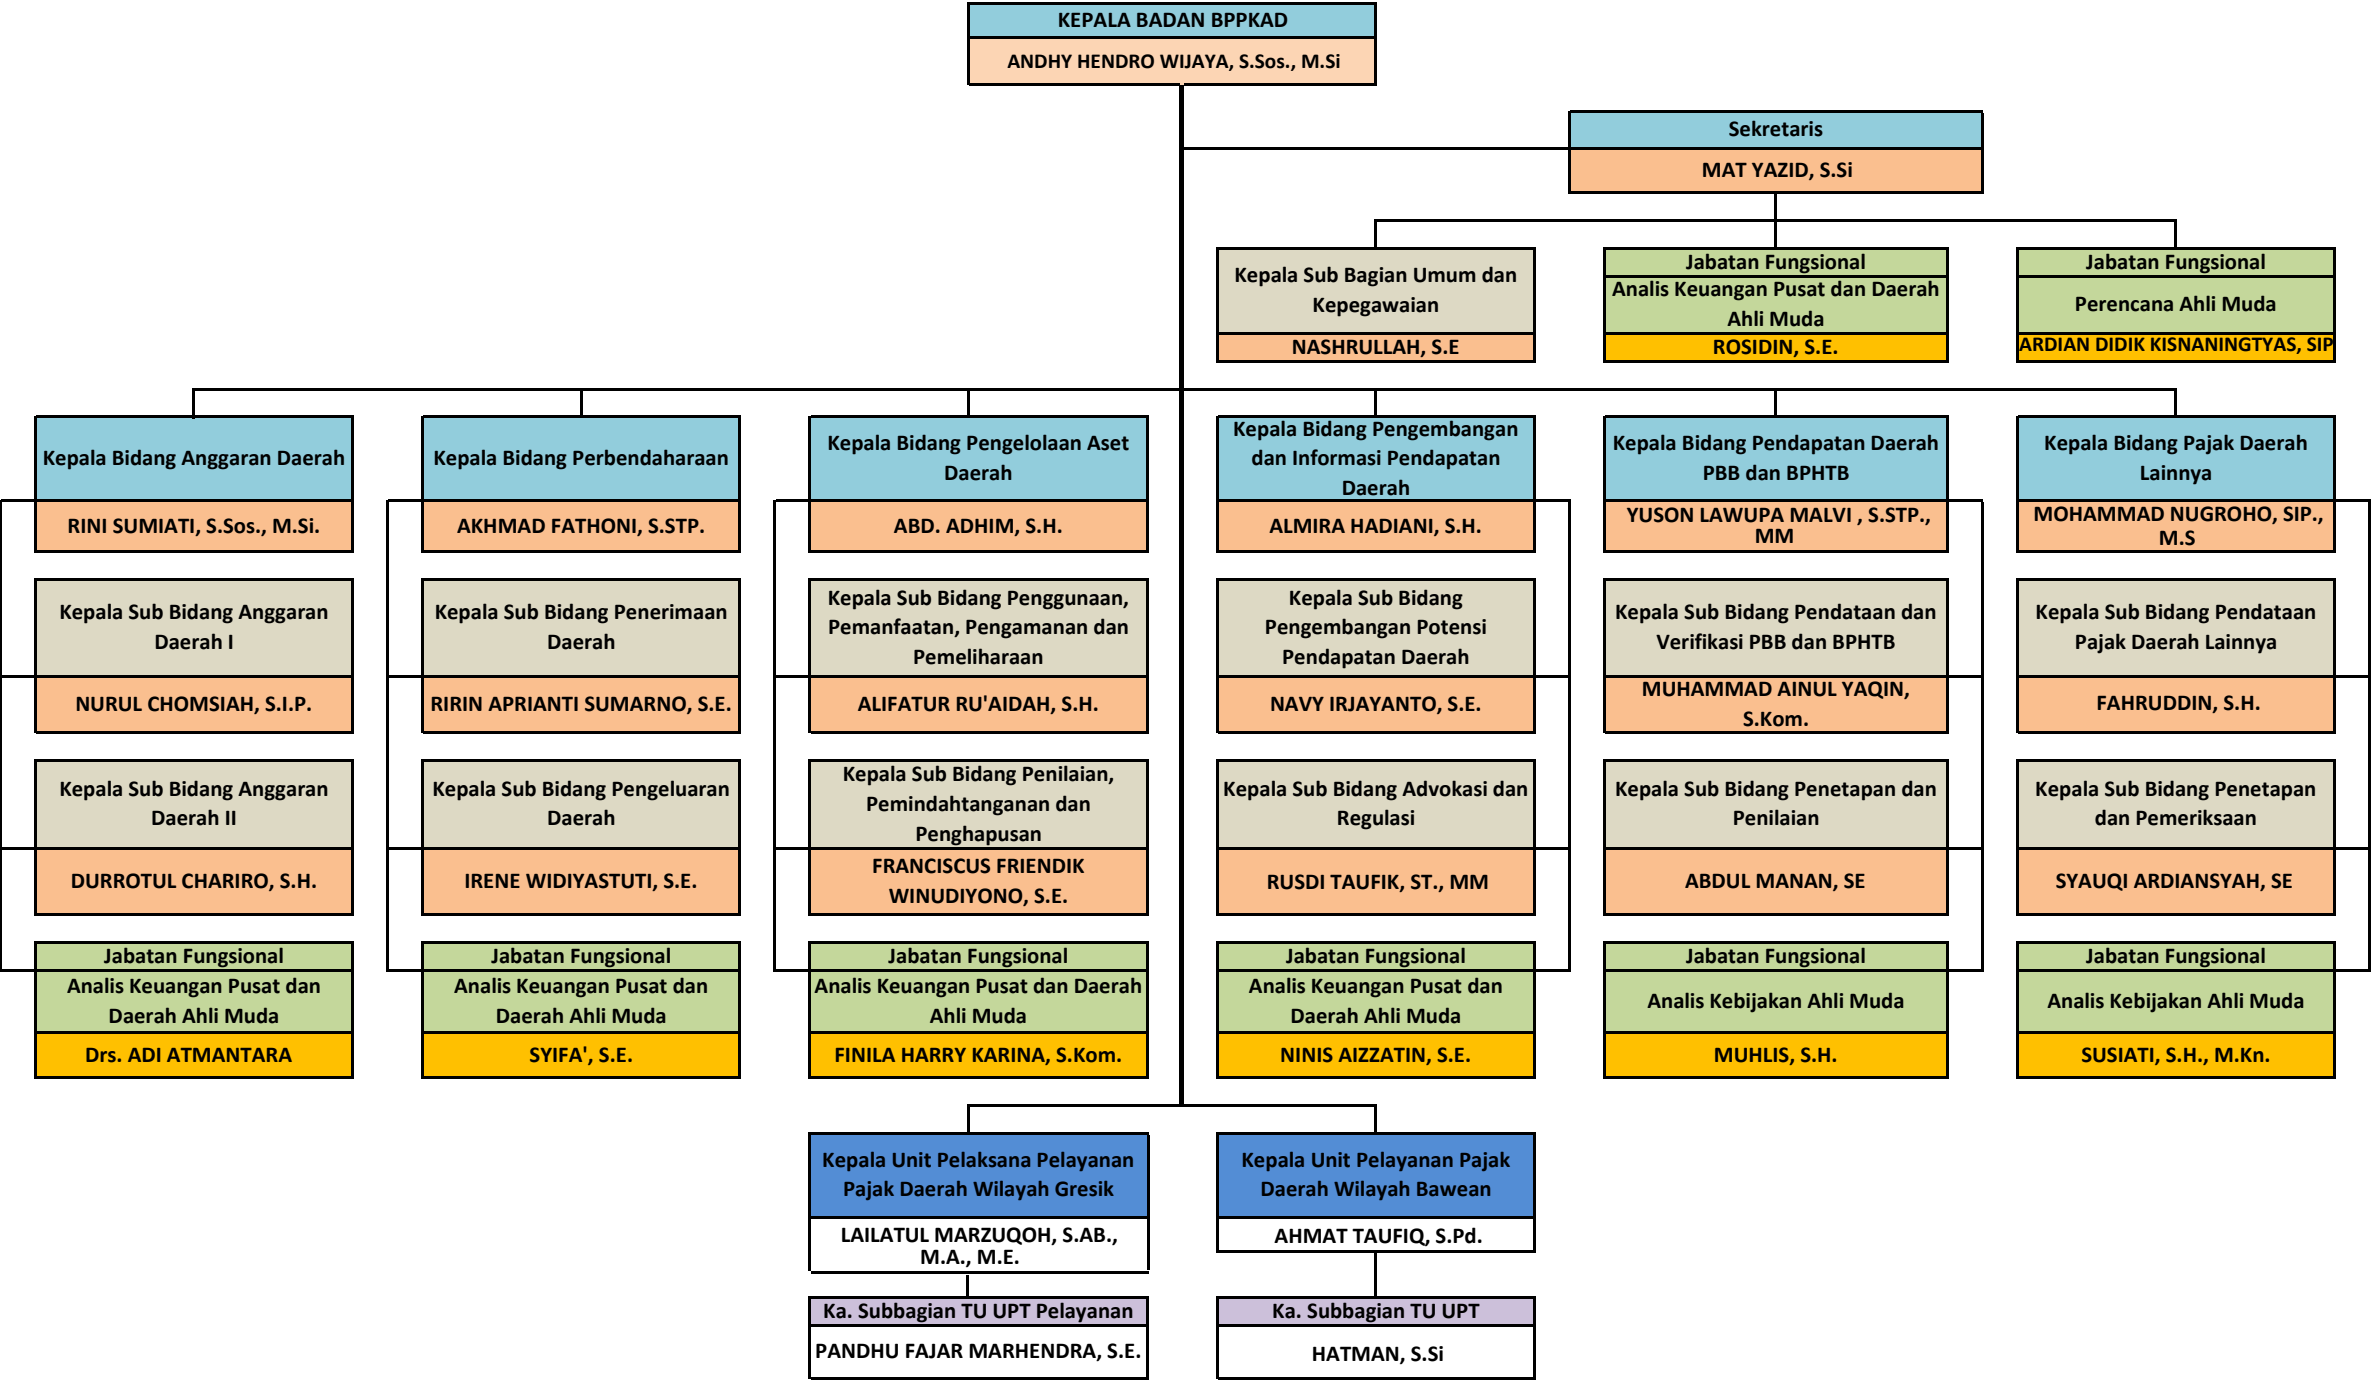 KEPALA BADAN BPPKAD
ANDHY HENDRO WIJAYA, S.Sos., M.Si
Sekretaris
MAT YAZID, S.Si
Kepala Sub Bagian Umum dan
Kepegawaian
NASHRULLAH, S.E
Jabatan Fungsional
Analis Keuangan Pusat dan Daerah
Ahli Muda
ROSIDIN, S.E.
Jabatan Fungsional
Perencana Ahli Muda
ARDIAN DIDIK KISNANINGTYAS, SIP
Kepala Bidang Anggaran Daerah
RINI SUMIATI, S.Sos., M.Si.
Kepala Sub Bidang Anggaran
Daerah I
NURUL CHOMSIAH, S.I.P.
Kepala Sub Bidang Anggaran
Daerah II
DURROTUL CHARIRO, S.H.
Jabatan Fungsional
Analis Keuangan Pusat dan
Daerah Ahli Muda
Drs. ADI ATMANTARA
Kepala Bidang Perbendaharaan
AKHMAD FATHONI, S.STP.
Kepala Sub Bidang Penerimaan
Daerah
RIRIN APRIANTI SUMARNO, S.E.
Kepala Sub Bidang Pengeluaran
Daerah
IRENE WIDIYASTUTI, S.E.
Jabatan Fungsional
Analis Keuangan Pusat dan
Daerah Ahli Muda
SYIFA', S.E.
Kepala Bidang Pengelolaan Aset
Daerah
ABD. ADHIM, S.H.
Kepala Sub Bidang Penggunaan,
Pemanfaatan, Pengamanan dan
Pemeliharaan
ALIFATUR RU'AIDAH, S.H.
Kepala Sub Bidang Penilaian,
Pemindahtanganan dan
Penghapusan
FRANCISCUS FRIENDIK
WINUDIYONO, S.E.
Jabatan Fungsional
Analis Keuangan Pusat dan Daerah
Ahli Muda
FINILA HARRY KARINA, S.Kom.
Kepala Bidang Pengembangan
dan Informasi Pendapatan
Daerah
ALMIRA HADIANI, S.H.
Kepala Sub Bidang
Pengembangan Potensi
Pendapatan Daerah
NAVY IRJAYANTO, S.E.
Kepala Sub Bidang Advokasi dan
Regulasi
RUSDI TAUFIK, ST., MM
Jabatan Fungsional
Analis Keuangan Pusat dan
Daerah Ahli Muda
NINIS AIZZATIN, S.E.
Kepala Bidang Pendapatan Daerah
PBB dan BPHTB
YUSON LAWUPA MALVI , S.STP.,
MM
Kepala Sub Bidang Pendataan dan
Verifikasi PBB dan BPHTB
MUHAMMAD AINUL YAQIN,
S.Kom.
Kepala Sub Bidang Penetapan dan
Penilaian
ABDUL MANAN, SE
Jabatan Fungsional
Analis Kebijakan Ahli Muda
MUHLIS, S.H.
Kepala Bidang Pajak Daerah
Lainnya
MOHAMMAD NUGROHO, SIP.,
M.S
Kepala Sub Bidang Pendataan
Pajak Daerah Lainnya
FAHRUDDIN, S.H.
Kepala Sub Bidang Penetapan
dan Pemeriksaan
SYAUQI ARDIANSYAH, SE
Jabatan Fungsional
Analis Kebijakan Ahli Muda
SUSIATI, S.H., M.Kn.
Kepala Unit Pelaksana Pelayanan
Pajak Daerah Wilayah Gresik
LAILATUL MARZUQOH, S.AB.,
M.A., M.E.
Ka. Subbagian TU UPT Pelayanan
PANDHU FAJAR MARHENDRA, S.E.
Kepala Unit Pelayanan Pajak
Daerah Wilayah Bawean
AHMAT TAUFIQ, S.Pd.
Ka. Subbagian TU UPT
HATMAN, S.Si